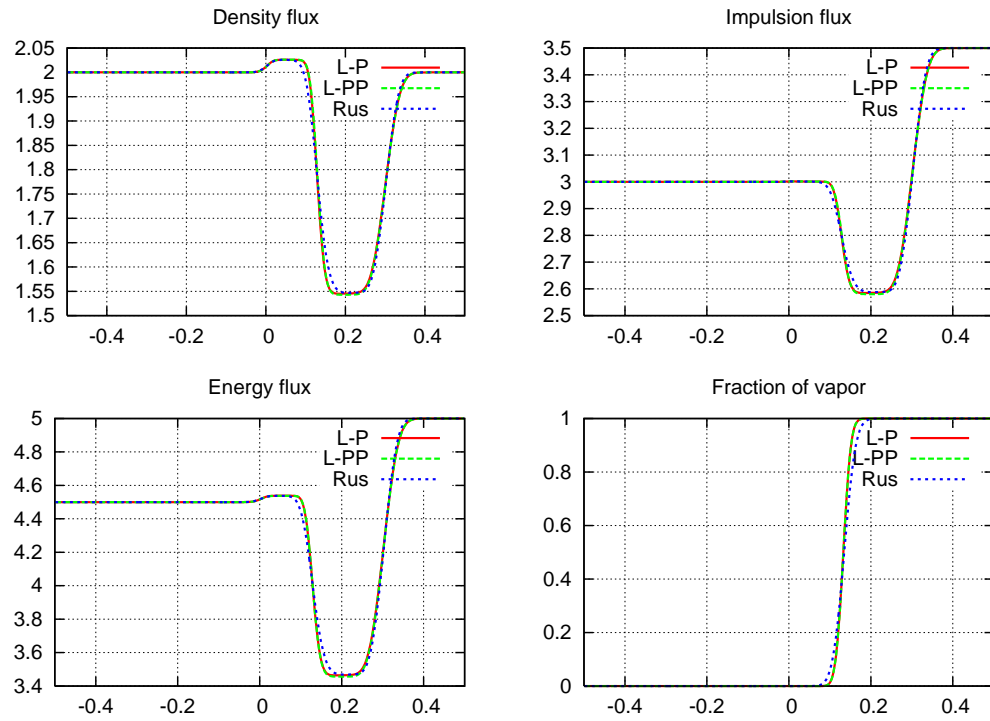 Density flux
2.05
2
1.95
1.9
1.85
1.8
1.75
1.7
1.65
1.6
1.55
1.5
L-P
L-PP
Rus
-0.4 -0.2 0 0.2 0.4
Impulsion flux
3.5
3.4
3.3
3.2
3.1
3
2.9
2.8
2.7
2.6
2.5
L-P
L-PP
Rus
-0.4 -0.2 0 0.2 0.4
Energy flux
5
4.8
4.6
4.4
4.2
4
3.8
3.6
3.4
L-P
L-PP
Rus
-0.4 -0.2 0 0.2 0.4
Fraction of vapor
1
0.8
0.6
0.4
0.2
0
L-P
L-PP
Rus
-0.4 -0.2 0 0.2 0.4